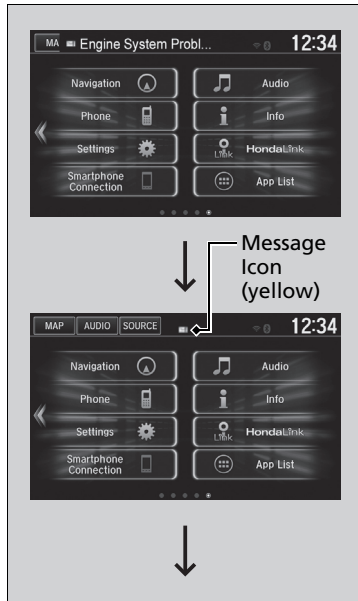 MA Engine System Probl... 12:34
Navigation Audio
Phone Info
Settings Link HondaLink
Smartphone
Connection App List
Message
Icon
(yellow)
MAP AUDIO SOURCE 12:34
Navigation Audio
Phone Info
Settings Link HondaLink
Smartphone
Connection App List